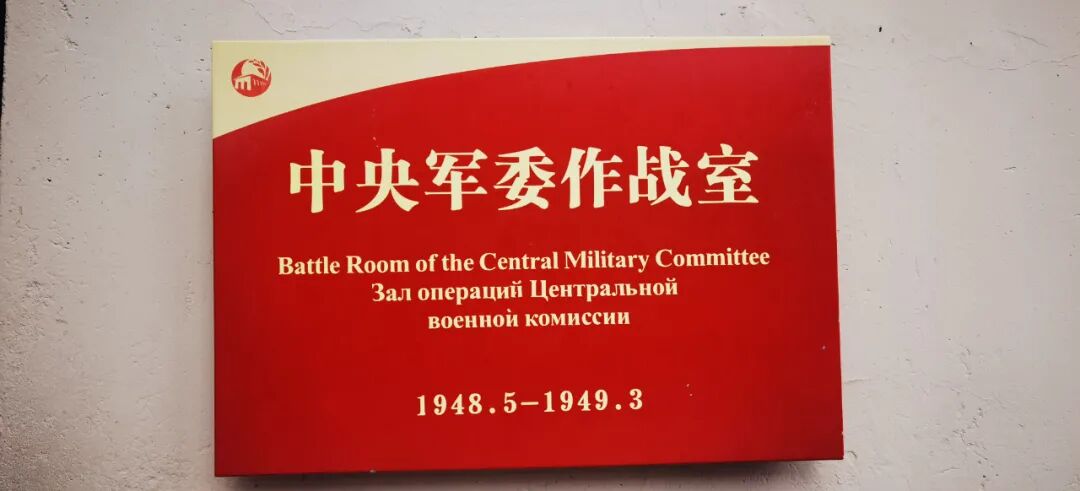 中央军委作战室
Battle Room of the Central Military Committee
Зал операций Центральной
военной комиссии
1948.5-1949.3